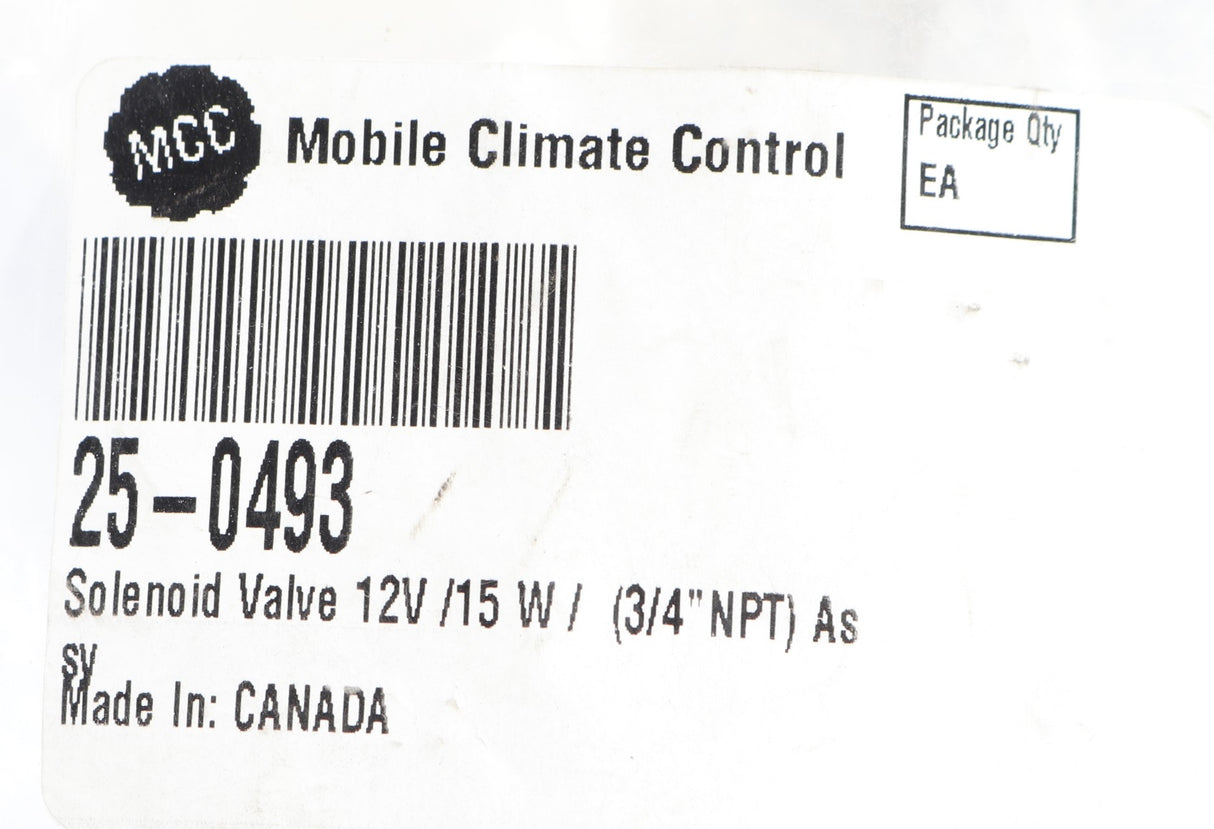 MCC
Mobile Climate Control
Package Qty
EA
25-0493
Solenoid Valve 12V /15 W / (3/4" NPT) As
sy
Made In: CANADA